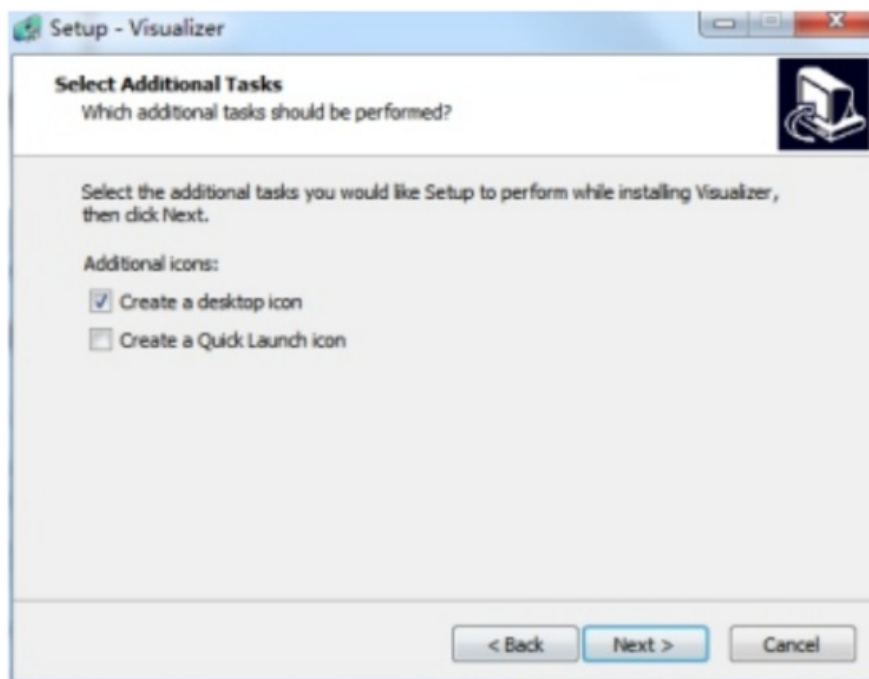 Setup - Visualizer
Select Additional Tasks
Which additional tasks should be performed?
Select the additional tasks you would like Setup to perform while installing Visualizer,
then click Next.
Additional icons:
Create a desktop icon
Create a Quick Launch icon
< Back Next > Cancel